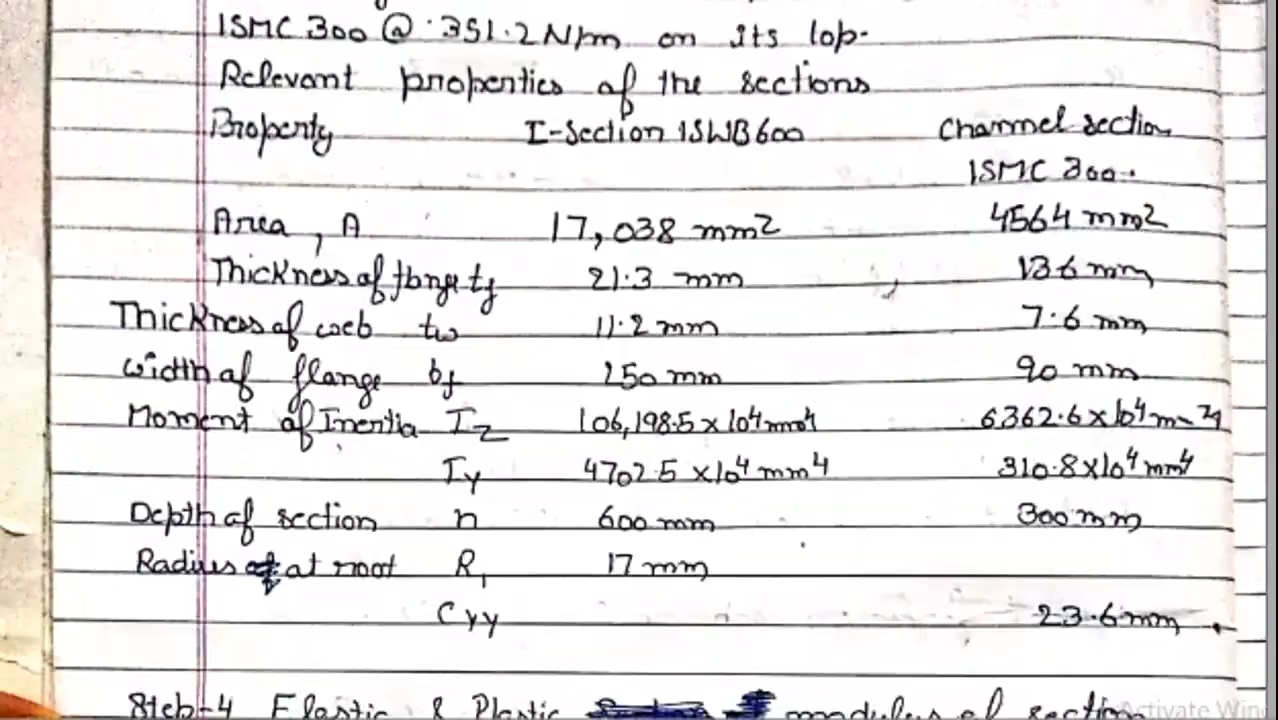 ISMC 300 @ 351.2 N/m on its top.
Relevant properties of the sections
Property I-Section ISWB 600 channel section
ISMC 300.
Area, A 17,038 mm2 4564 mm2
Thickness of flange tf 21.3 mm 13.6 mm
Thickness of web tw 11.2 mm 7.6 mm
width of flange bf 250 mm 90 mm
Moment of Inertia Iz 106,198.5 x 10^4 mm4 6362.6 x 10^4 mm4
Iy 4702.5 x 10^4 mm4 310.8 x 10^4 mm4
Depth of section h 600 mm 300 mm
Radius at root R1 17 mm
Cyy 23.6 mm
Step-4 Elastic & Plastic modulus of section
Activate Wind